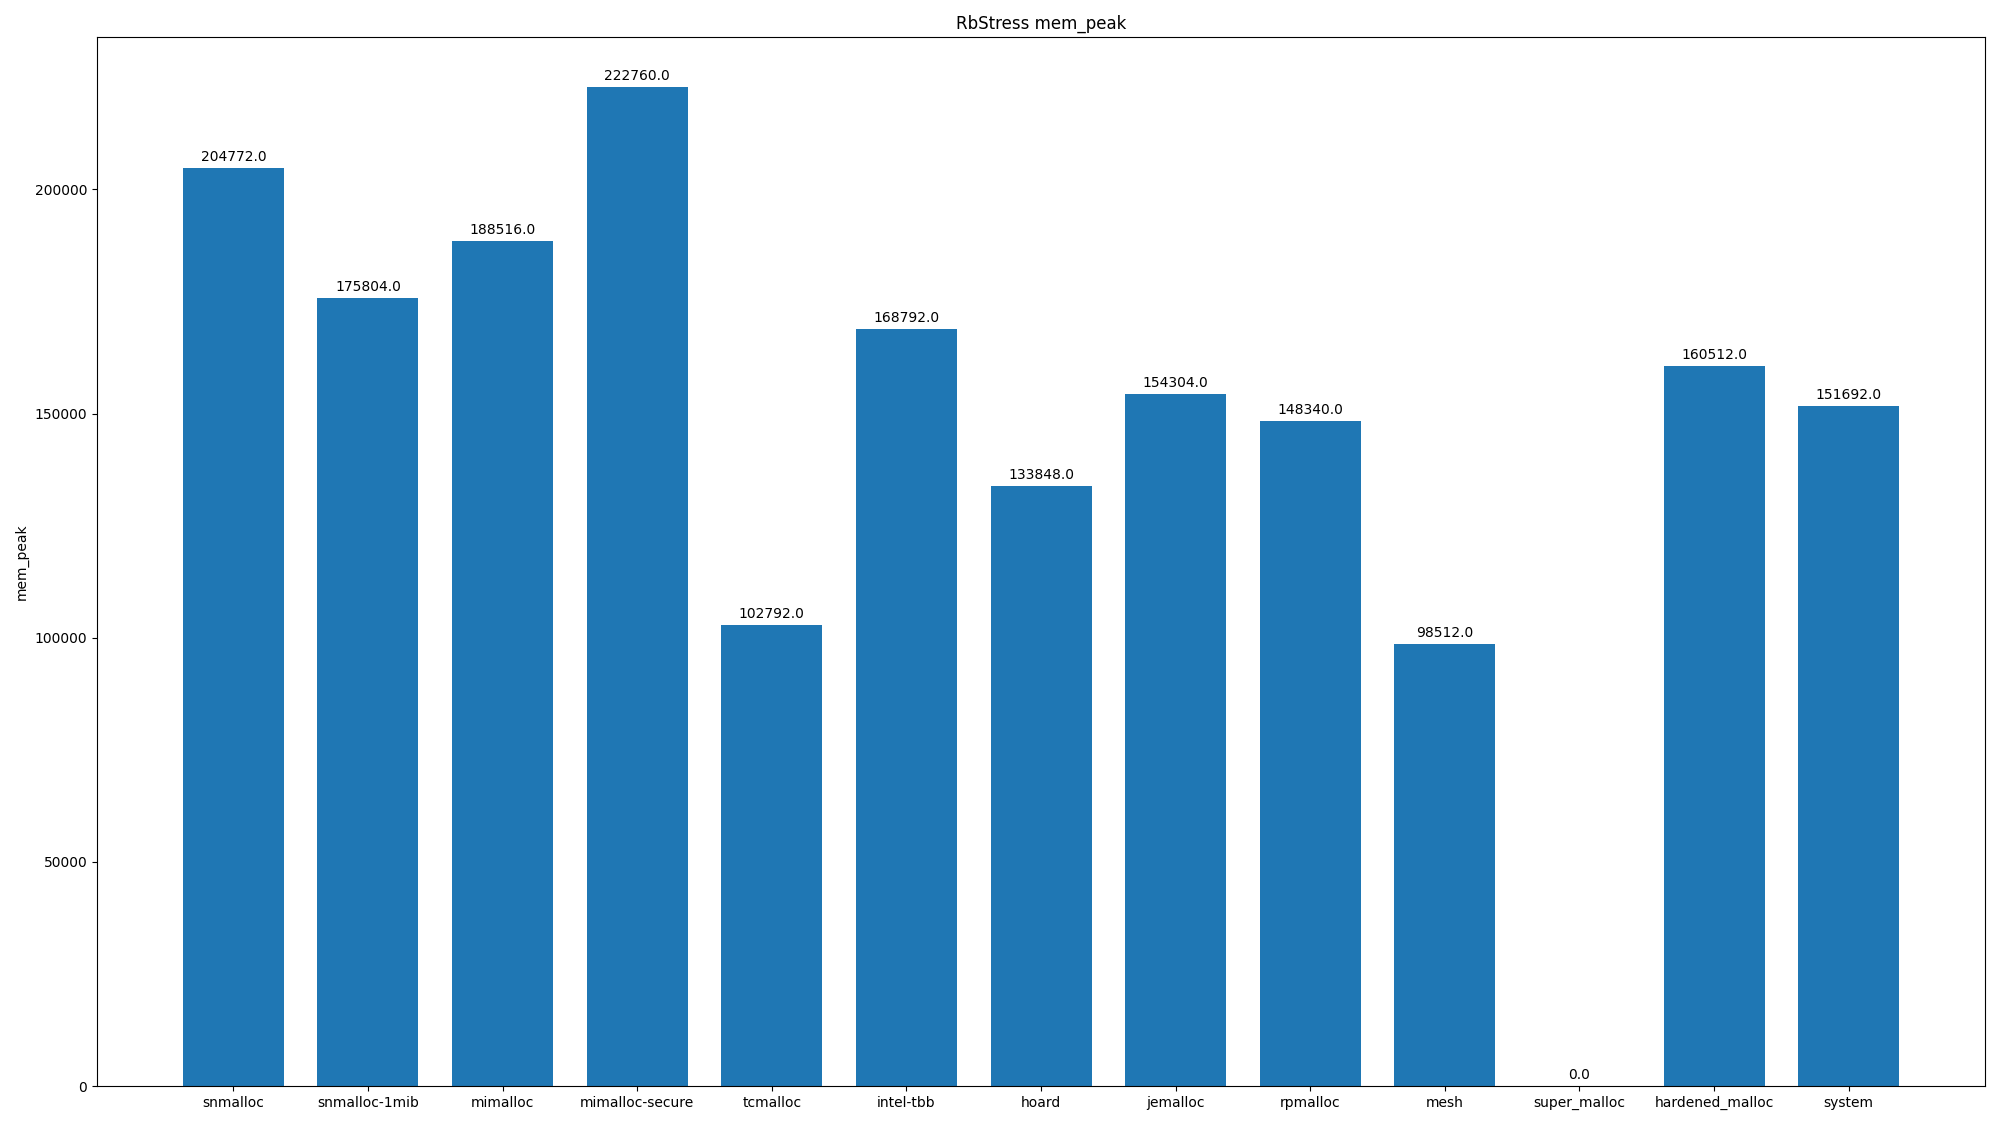 RbStress mem_peak
222760.0
204772.0
188516.0
175804.0
168792.0
160512.0
154304.0
151692.0
148340.0
133848.0
102792.0
98512.0
0.0
mem_peak
200000
150000
100000
50000
0
snmalloc
snmalloc-1mib
mimalloc
mimalloc-secure
tcmalloc
intel-tbb
hoard
jemalloc
rpmalloc
mesh
super_malloc
hardened_malloc
system